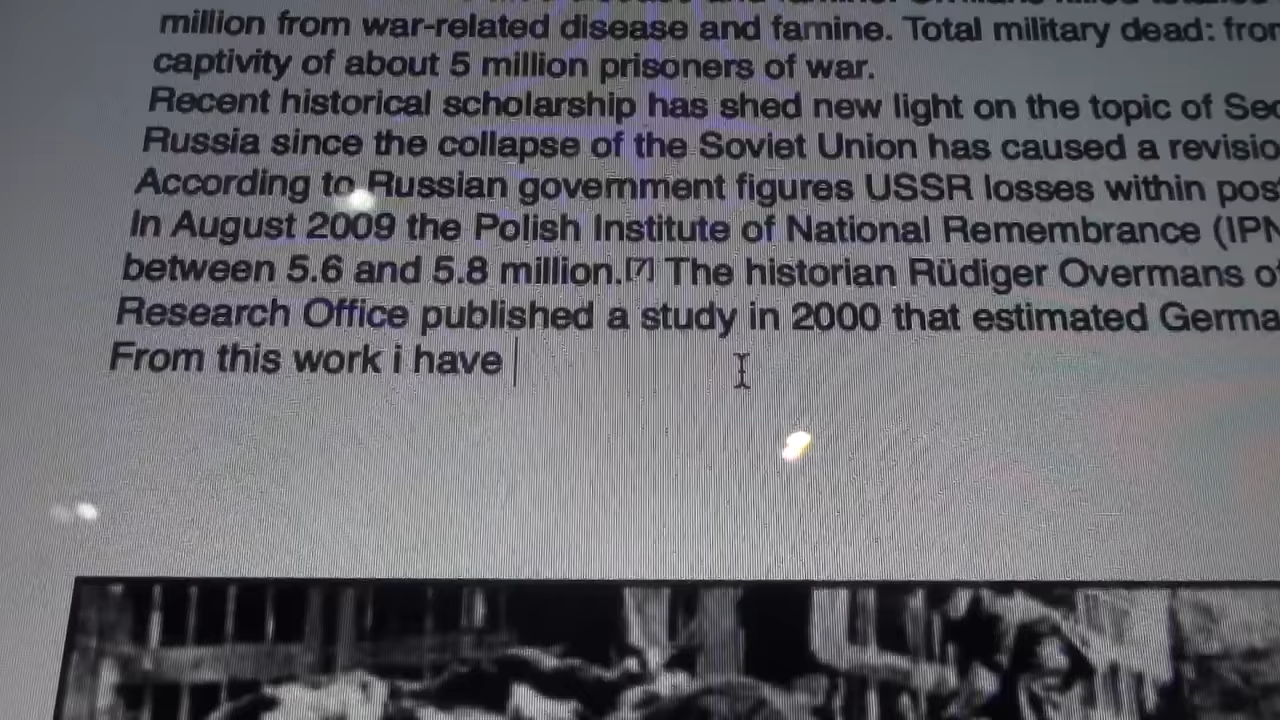 million from war-related disease and famine. Total military dead: from
captivity of about 5 million prisoners of war.
Recent historical scholarship has shed new light on the topic of
Russia since the collapse of the Soviet Union has caused a
According to Russian government figures USSR losses within
In August 2009 the Polish Institute of National Remembrance (IPN
between 5.6 and 5.8 million.[7] The historian Rüdiger Overmans
Research Office published a study in 2000 that estimated
From this work i have